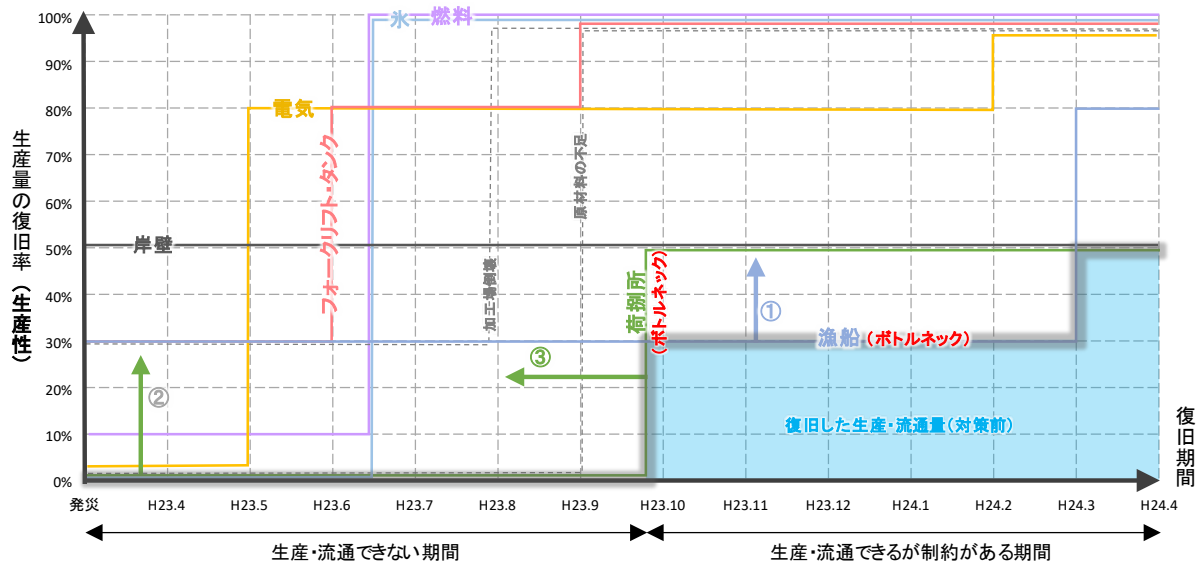 100%
90%
80%
70%
60%
50%
40%
30%
20%
10%
0%
生産量の復旧率(生産性)
氷
燃料
電気
フォークリフト・タンク
原材料の不足
岸壁
加工場倒壊
荷捌所
(ボトルネック)
①
漁船(ボトルネック)
③
②
復旧した生産・流通量(対策前)
復旧期間
発災
H23.4
H23.5
H23.6
H23.7
H23.8
H23.9
H23.10
H23.11
H23.12
H24.1
H24.2
H24.3
H24.4
生産・流通できない期間
生産・流通できるが制約がある期間